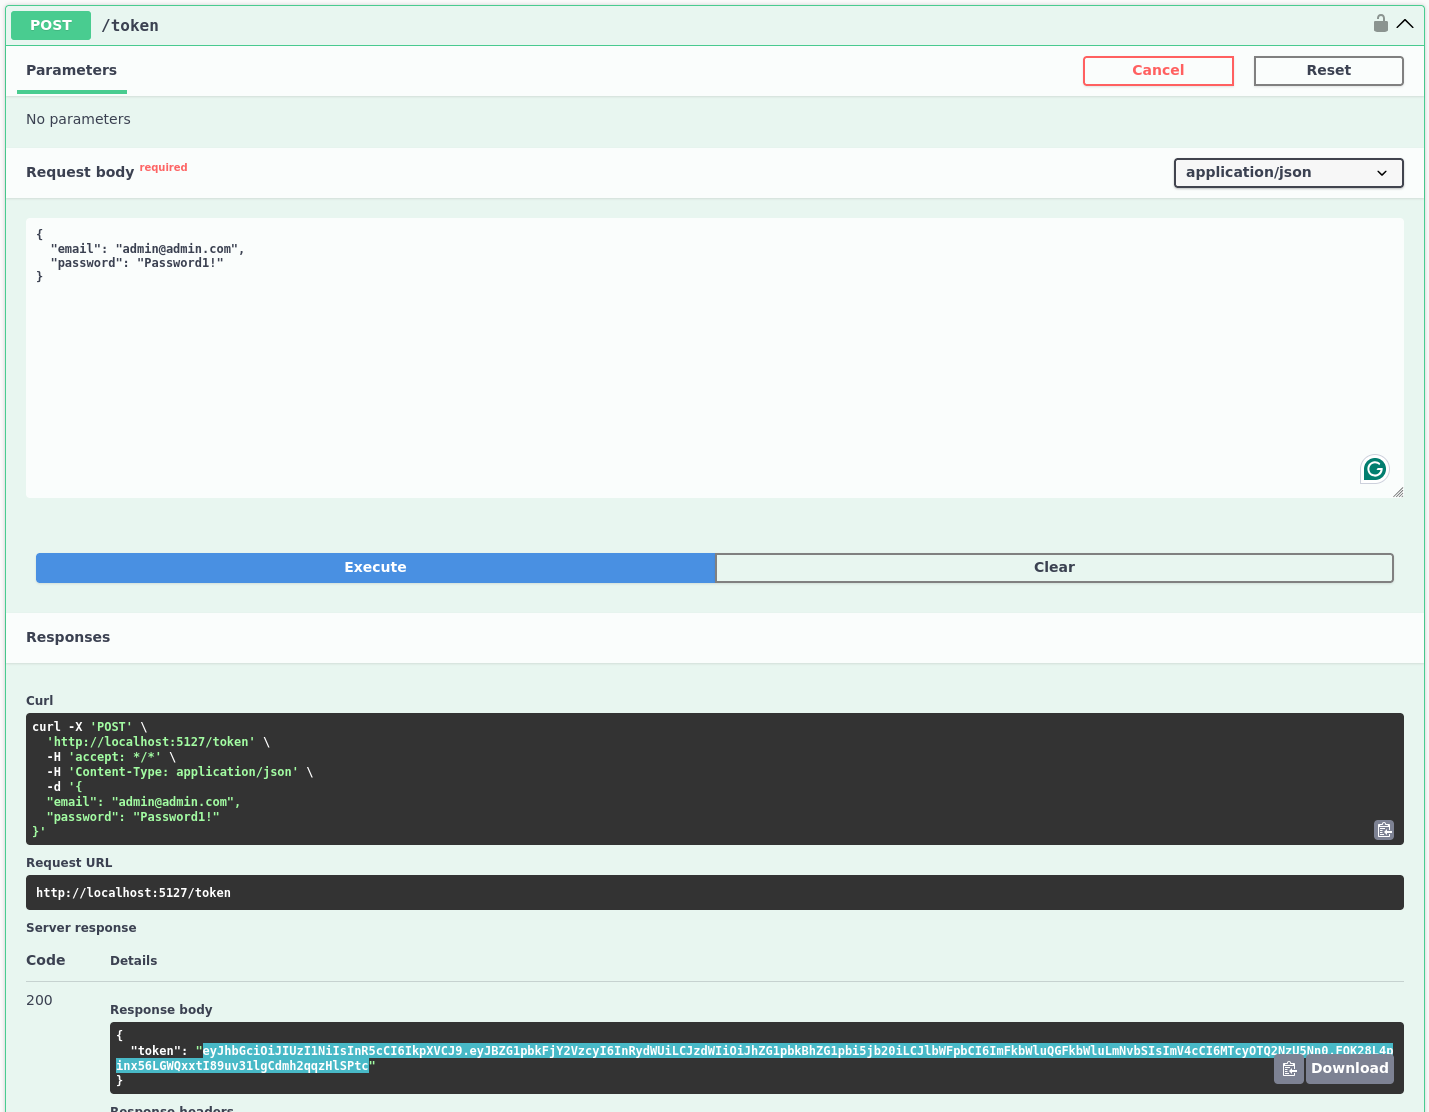 POST /token
Parameters
Cancel
Reset
No parameters
Request body required
application/json
{
  "email": "admin@admin.com",
  "password": "Password1!"
}
Execute
Clear
Responses
Curl
curl -X 'POST' \
  'http://localhost:5127/token' \
  -H 'accept: */*' \
  -H 'Content-Type: application/json' \
  -d '{
  "email": "admin@admin.com",
  "password": "Password1!"
}'
Request URL
http://localhost:5127/token
Server response
Code Details
200
Response body
{
  "token": "eyJhbGciOiJIUzI1NiIsInR5cCI6IkpXVCJ9.eyJBZG1pbkFjY2VzcyI6InRydWUiLCJzdWIiOiJhZG1pbkBhZG1pbi5jb20iLCJlbWFpbCI6ImFkbWluQGFkbWluLmNvbSIsImV4cCI6MTcyOTQ2NzU5Nn0.FOK28L4p
inx56LGWQxxtI89uv31lgCdmh2qqzHlSPtc"
}
Download
Response headers